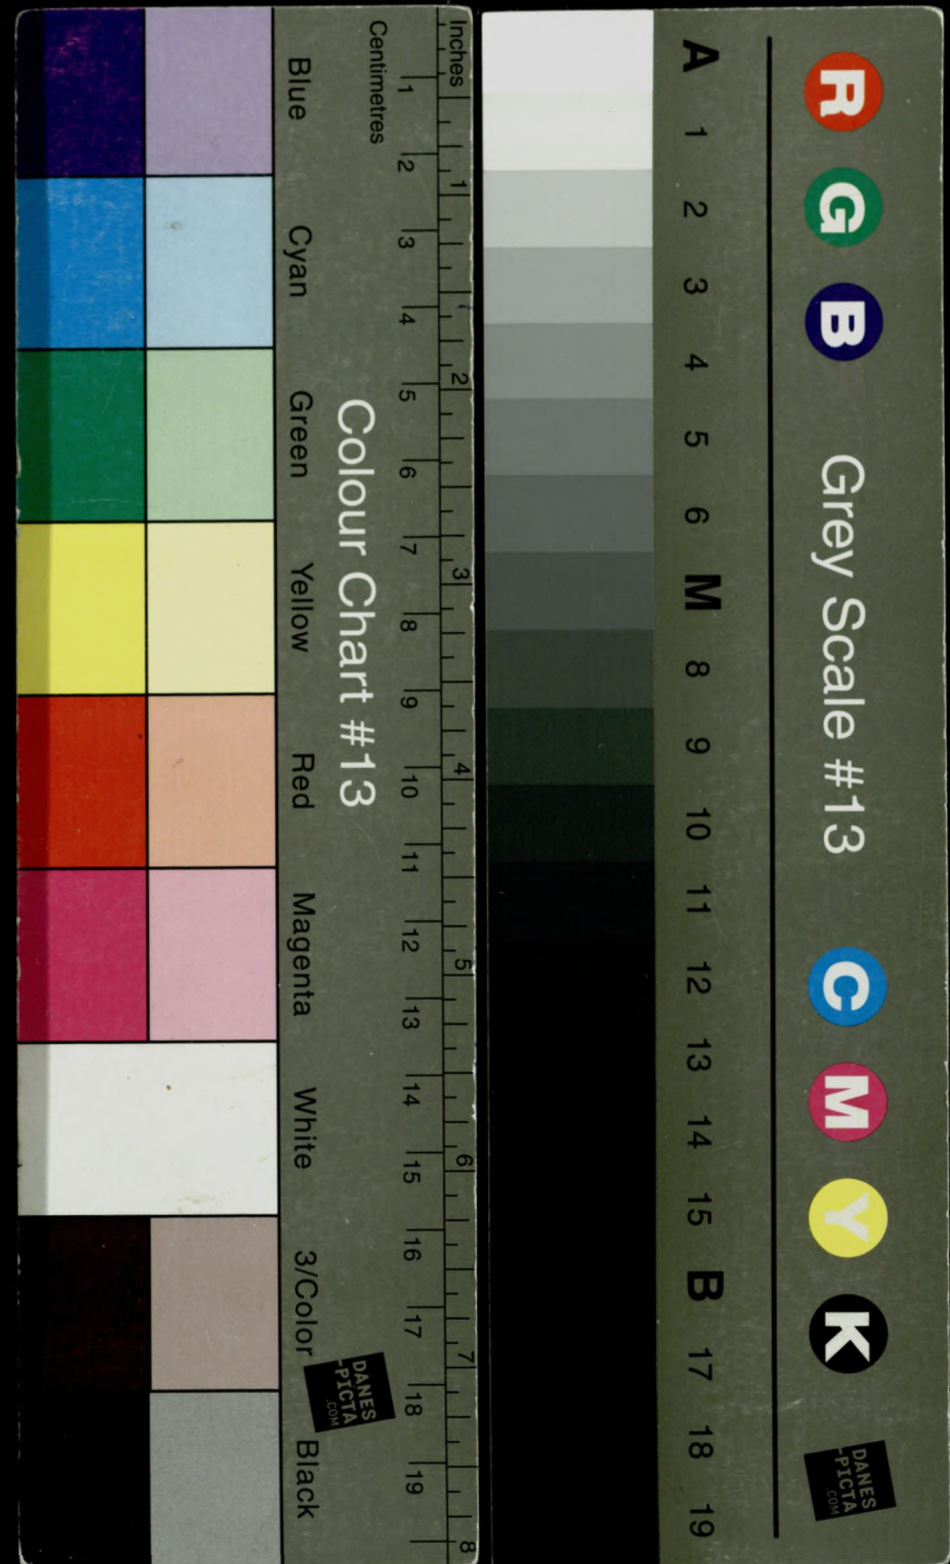 Blue Cyan Green Yellow Red Magenta White 3/Color Black
Colour Chart #13
DANES
-PICTA
.COM
Centimetres
1 2 3 4 5 6 7 8 9 10 11 12 13 14 15 16 17 18 19
Inches
1 2 3 4 5 6 7 8
R G B Grey Scale #13 C M Y K
DANES
-PICTA
.COM
A 1 2 3 4 5 6 M 8 9 10 11 12 13 14 15 B 17 18 19